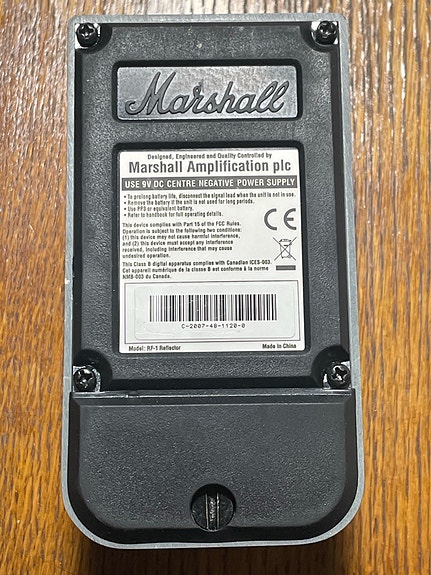 Marshall
Designed, Engineered and Quality Controlled by
Marshall Amplification plc
USE 9V DC CENTRE NEGATIVE POWER SUPPLY
• To prolong battery life, disconnect the signal lead when the unit is not in use.
• Remove the battery if the unit is not used for long periods.
• Use PP3 or equivalent battery.
• Refer to handbook for full operating details.
This device complies with Part 15 of the FCC Rules.
Operation is subject to the following two conditions:
(1) this device may not cause harmful interference,
and (2) this device must accept any interference
received, including interference that may cause
undesired operation.
CE
This Class B digital apparatus complies with Canadian ICES-003.
Cet appareil numérique de la classe B est conforme à la norme
NMB-003 du Canada.
C-2007-48-1120-0
Model: RF-1 Reflector
Made in China